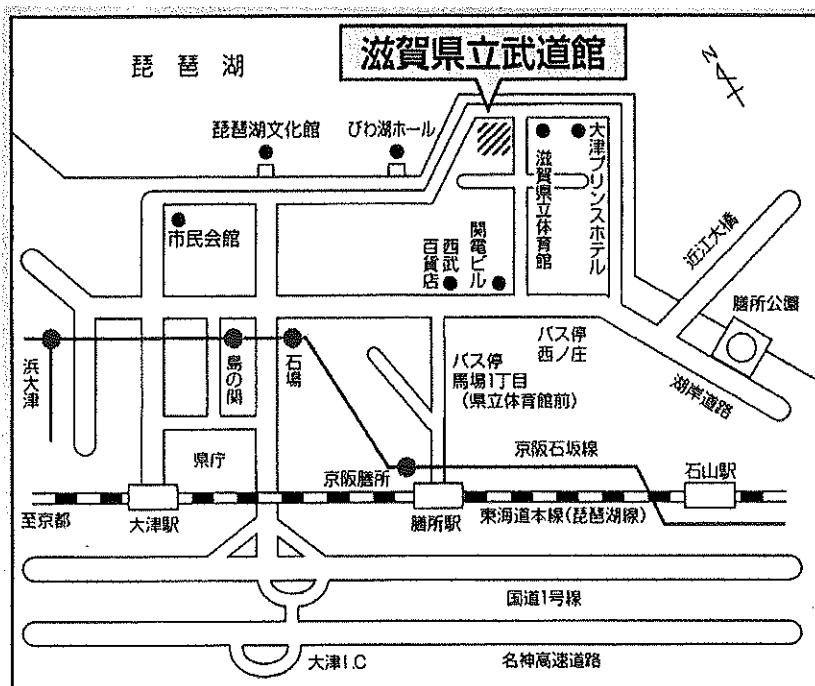 滋賀県立武道館
琵琶湖
N
琵琶湖文化館
びわ湖ホール
大津プリンスホテル
滋賀県立体育館
市民会館
関電ビル
西武
百貨店
近江大橋
膳所公園
湖岸道路
バス停
西ノ庄
バス停
馬場1丁目
(県立体育館前)
浜大津
島の関
石場
県庁
京阪膳所
京阪石坂線
石山駅
至京都
大津駅
膳所駅
東海道本線(琵琶湖線)
国道1号線
大津I.C
名神高速道路